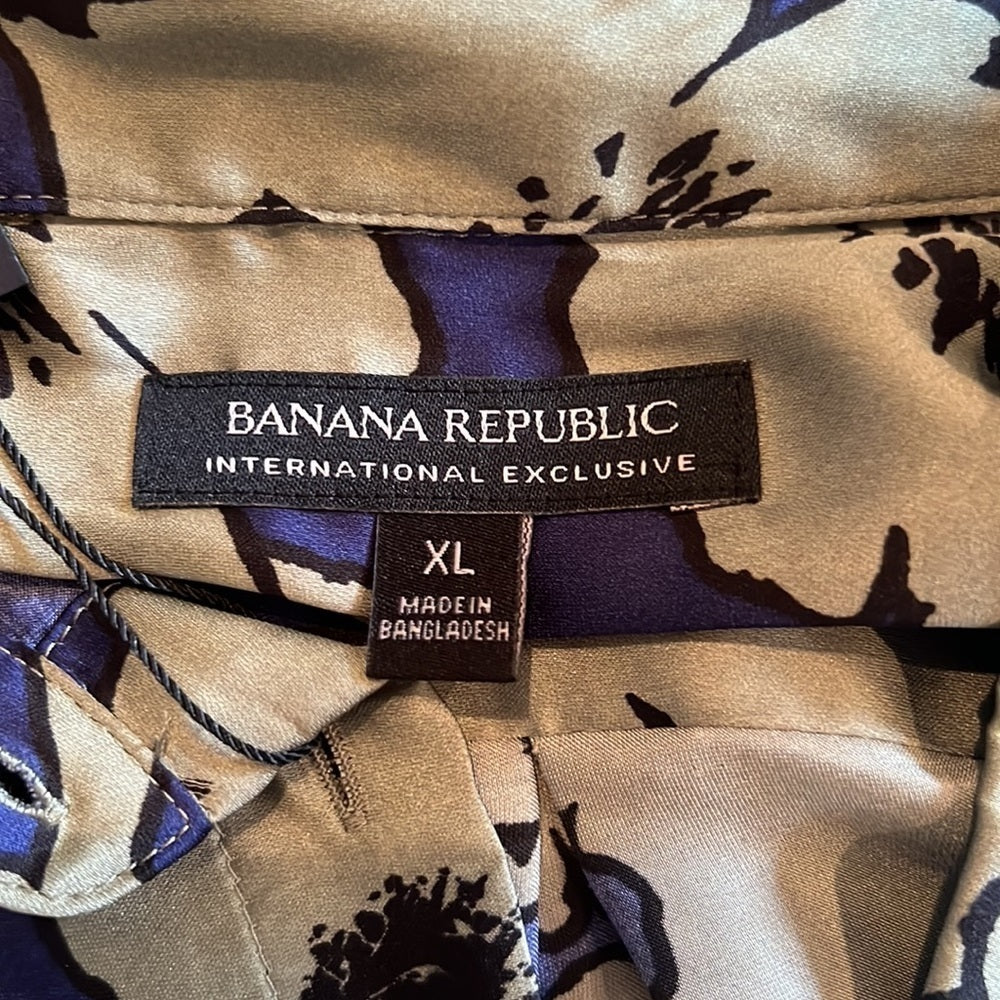 BANANA REPUBLIC
INTERNATIONAL EXCLUSIVE
XL
MADE IN
BANGLADESH